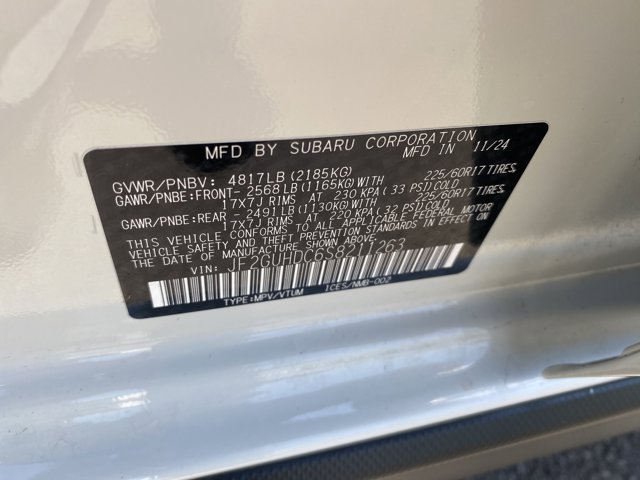 MFD BY SUBARU CORPORATION
MFD IN 11/24
GVWR/PNBV: 4817LB (2185KG)
GAWR/PNBE:FRONT-2568LB (1165KG)WITH 225/60R17 TIRES,
17X7J RIMS AT 230 KPA (33 PSI)COLD
GAWR/PNBE:REAR -2491LB (1130KG)WITH 225/60R17 TIRES,
17X7J RIMS AT 220 KPA (32 PSI)COLD
THIS VEHICLE CONFORMS TO ALL APPLICABLE FEDERAL MOTOR
VEHICLE SAFETY AND BUMPER STANDARDS IN EFFECT ON
THE DATE OF MANUFACTURE SHOWN ABOVE.
VIN: JF2GUHDC6S8211263
TYPE:MPV/VTUM ICES/NMB-002